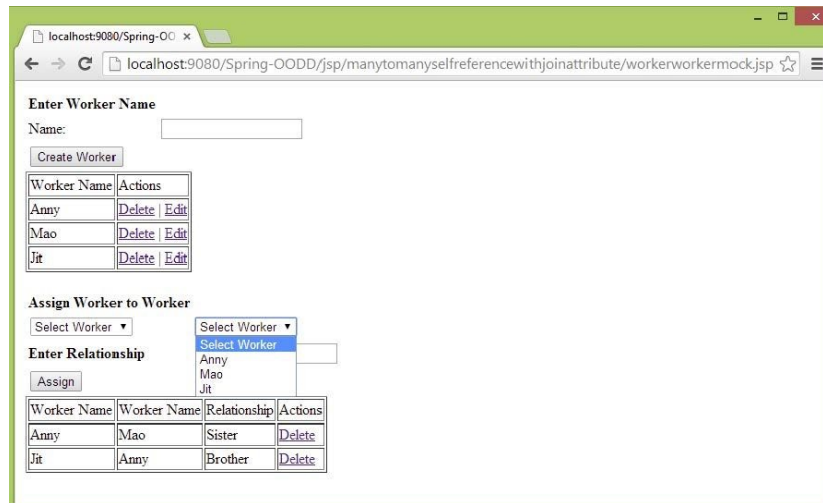 localhost:9080/Spring-OO
localhost:9080/Spring-OODD/jsp/manytomanyselfreferencewithjoinattribute/workerworkermock.jsp
Enter Worker Name
Name:
Create Worker
Worker Name Actions
Anny Delete | Edit
Mao Delete | Edit
Jit Delete | Edit
Assign Worker to Worker
Select Worker Select Worker
Select Worker
Anny
Mao
Jit
Enter Relationship
Assign
Worker Name Worker Name Relationship Actions
Anny Mao Sister Delete
Jit Anny Brother Delete